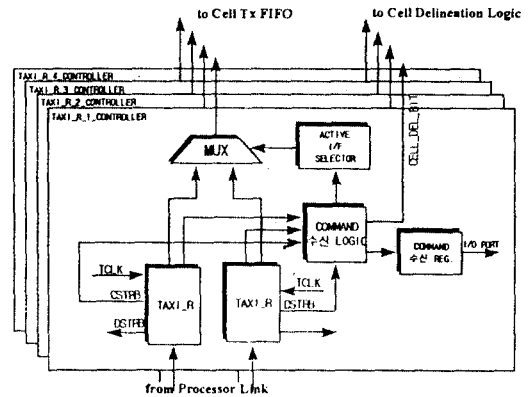 to Cell Tx FIFO
to Cell Delinention Logic
TAXI_R_4_CONTROLLER
TAXI_R_3_CONTROLLER
TAXI_R_2_CONTROLLER
TAXI_R_1_CONTROLLER
CELL_DEL_BIT
MUX
ACTIVE
I/F
SELECTOR
COMMAND
수신 LOGIC
COMMAND
수신 REG.
I/O PORT
TCLK
CSTRB
DSTRB
TAXI_R
TAXI_R
TCLK
CSTRB
from Processor Link